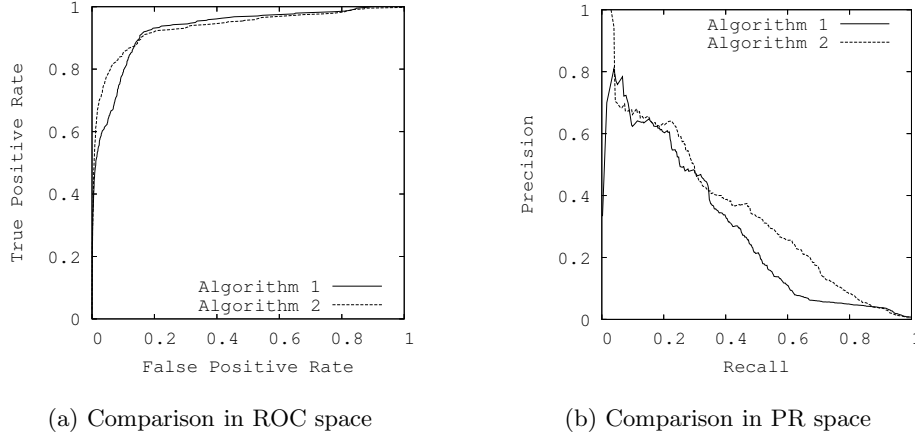 True Positive Rate
1
0.8
0.6
0.4
0.2
0
Algorithm 1
Algorithm 2
0 0.2 0.4 0.6 0.8 1
False Positive Rate
(a) Comparison in ROC space
Precision
1
0.8
0.6
0.4
0.2
0
Algorithm 1
Algorithm 2
0 0.2 0.4 0.6 0.8 1
Recall
(b) Comparison in PR space